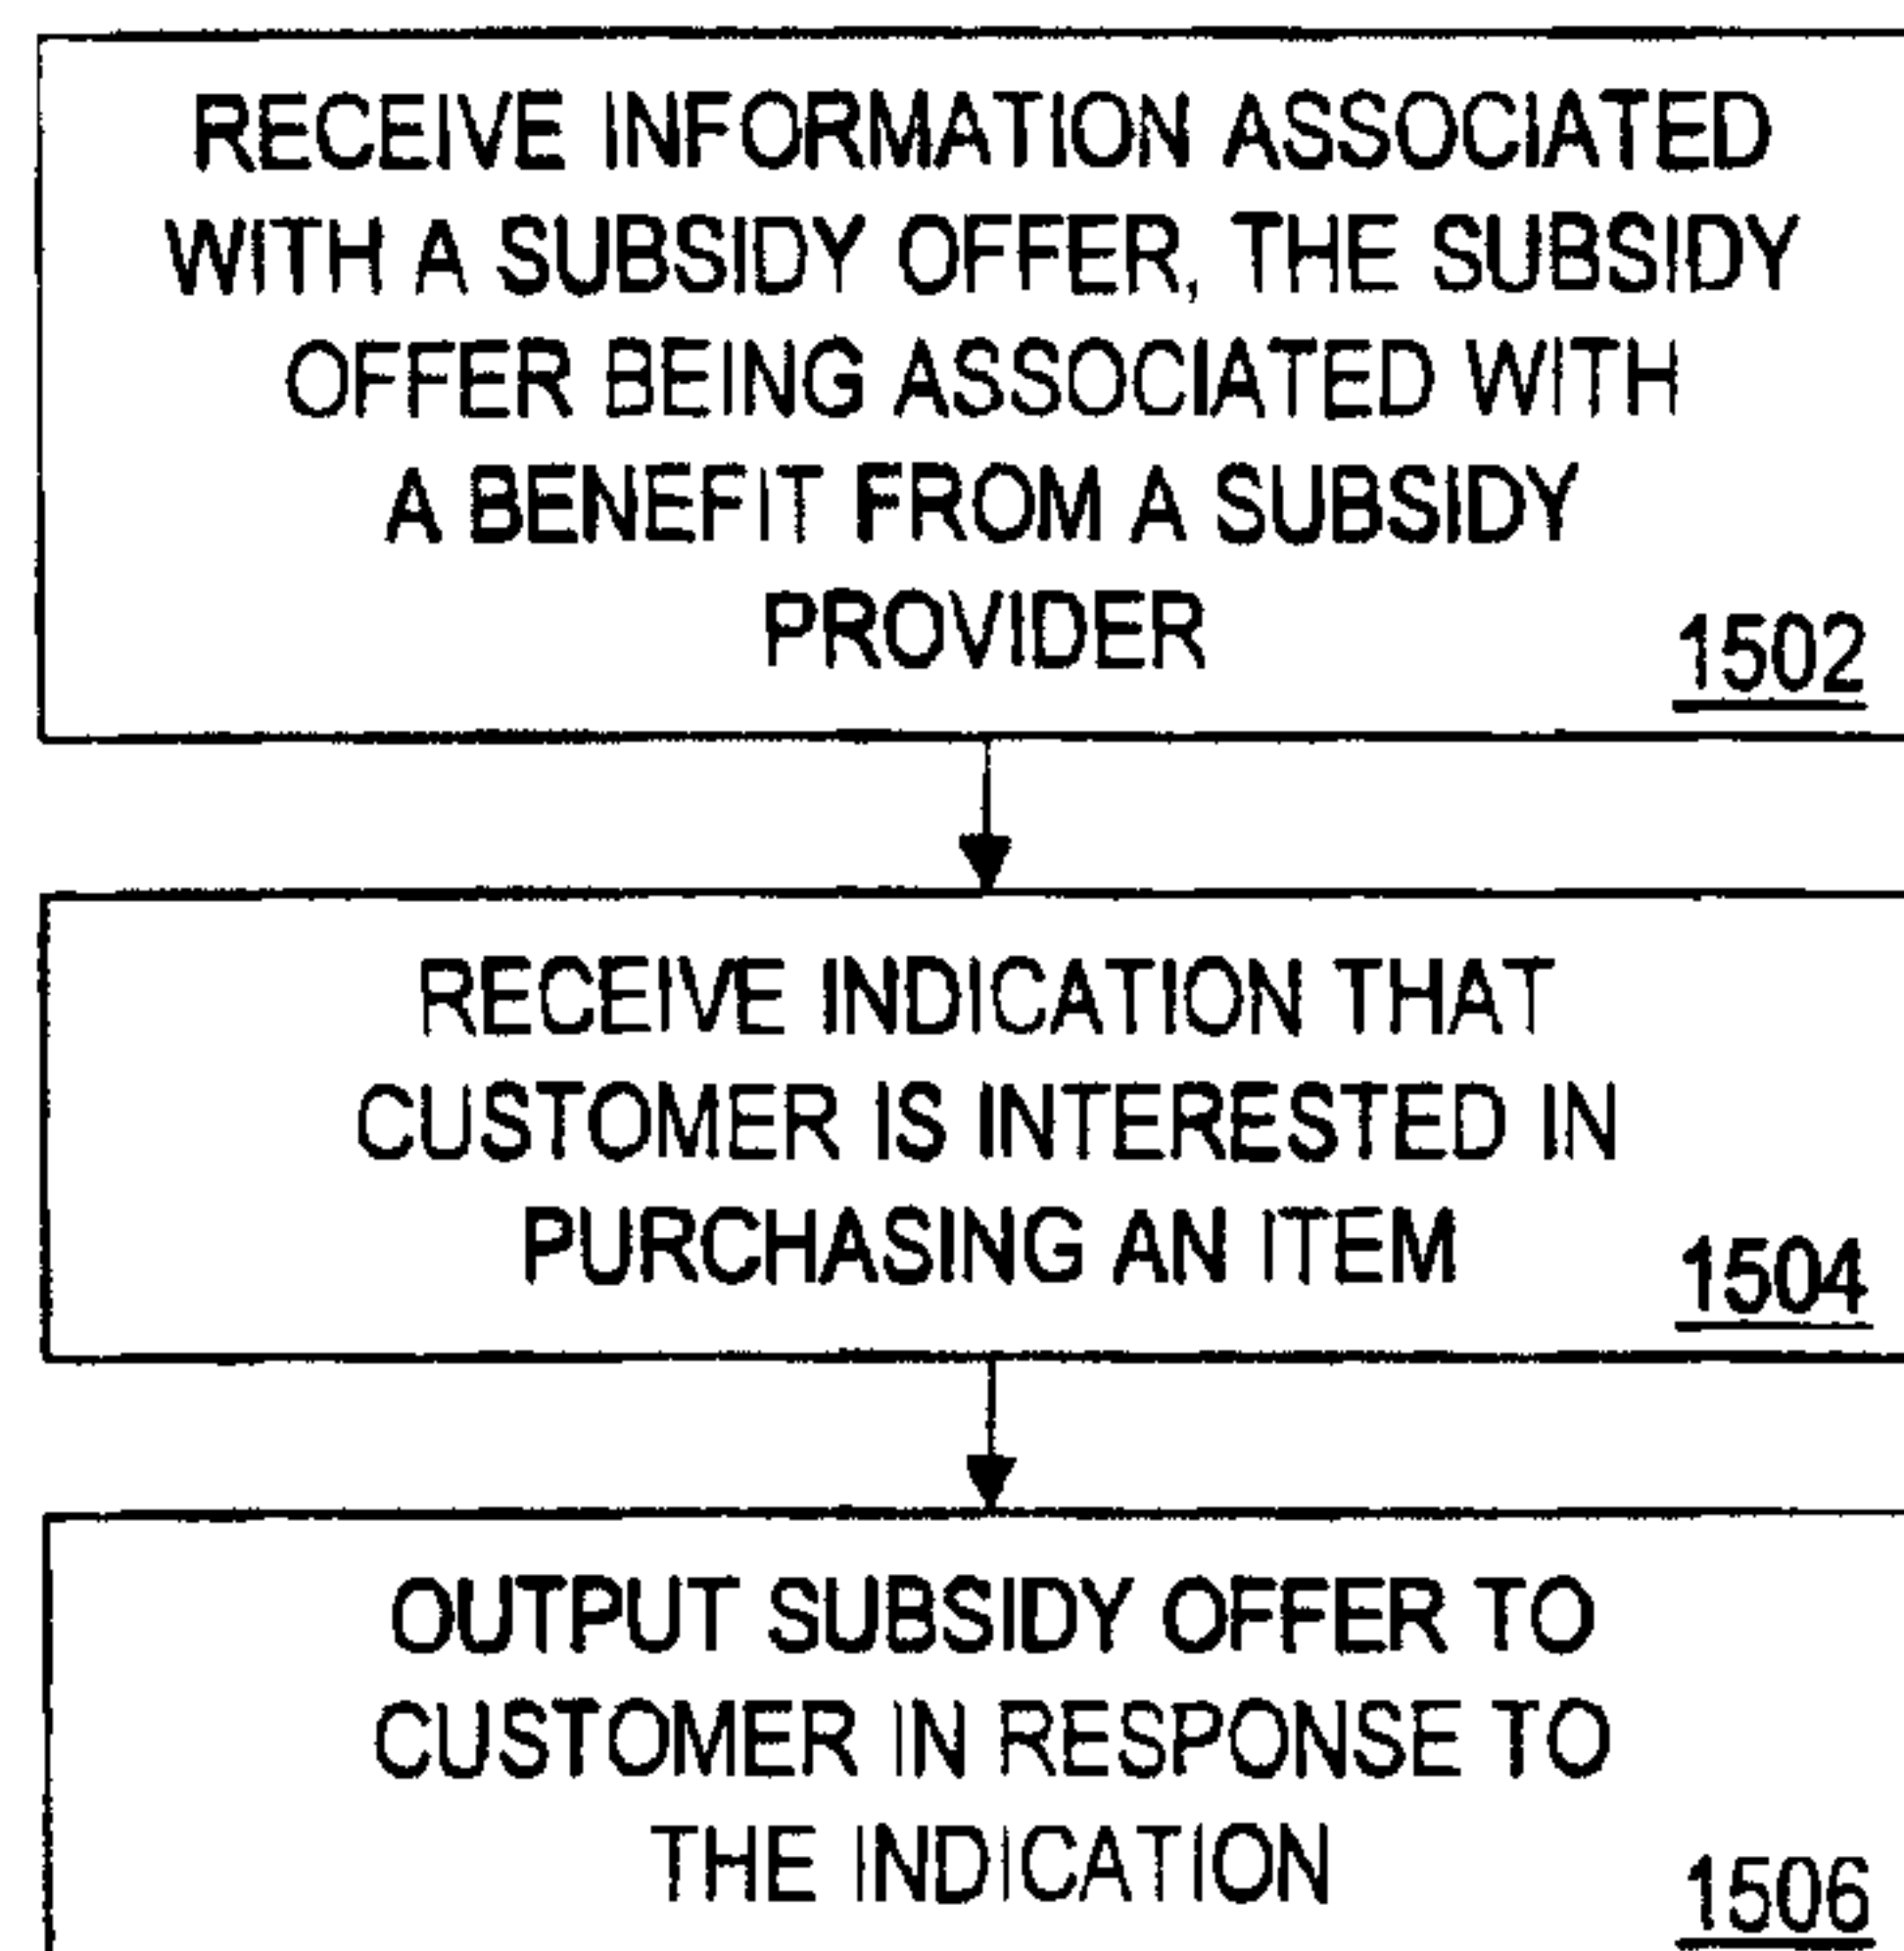 RECEIVE INFORMATION ASSOCIATED
WITH A SUBSIDY OFFER, THE SUBSIDY
OFFER BEING ASSOCIATED WITH
A BENEFIT FROM A SUBSIDY
PROVIDER
1502
RECEIVE INDICATION THAT
CUSTOMER IS INTERESTED IN
PURCHASING AN ITEM
1504
OUTPUT SUBSIDY OFFER TO
CUSTOMER IN RESPONSE TO
THE INDICATION
1506